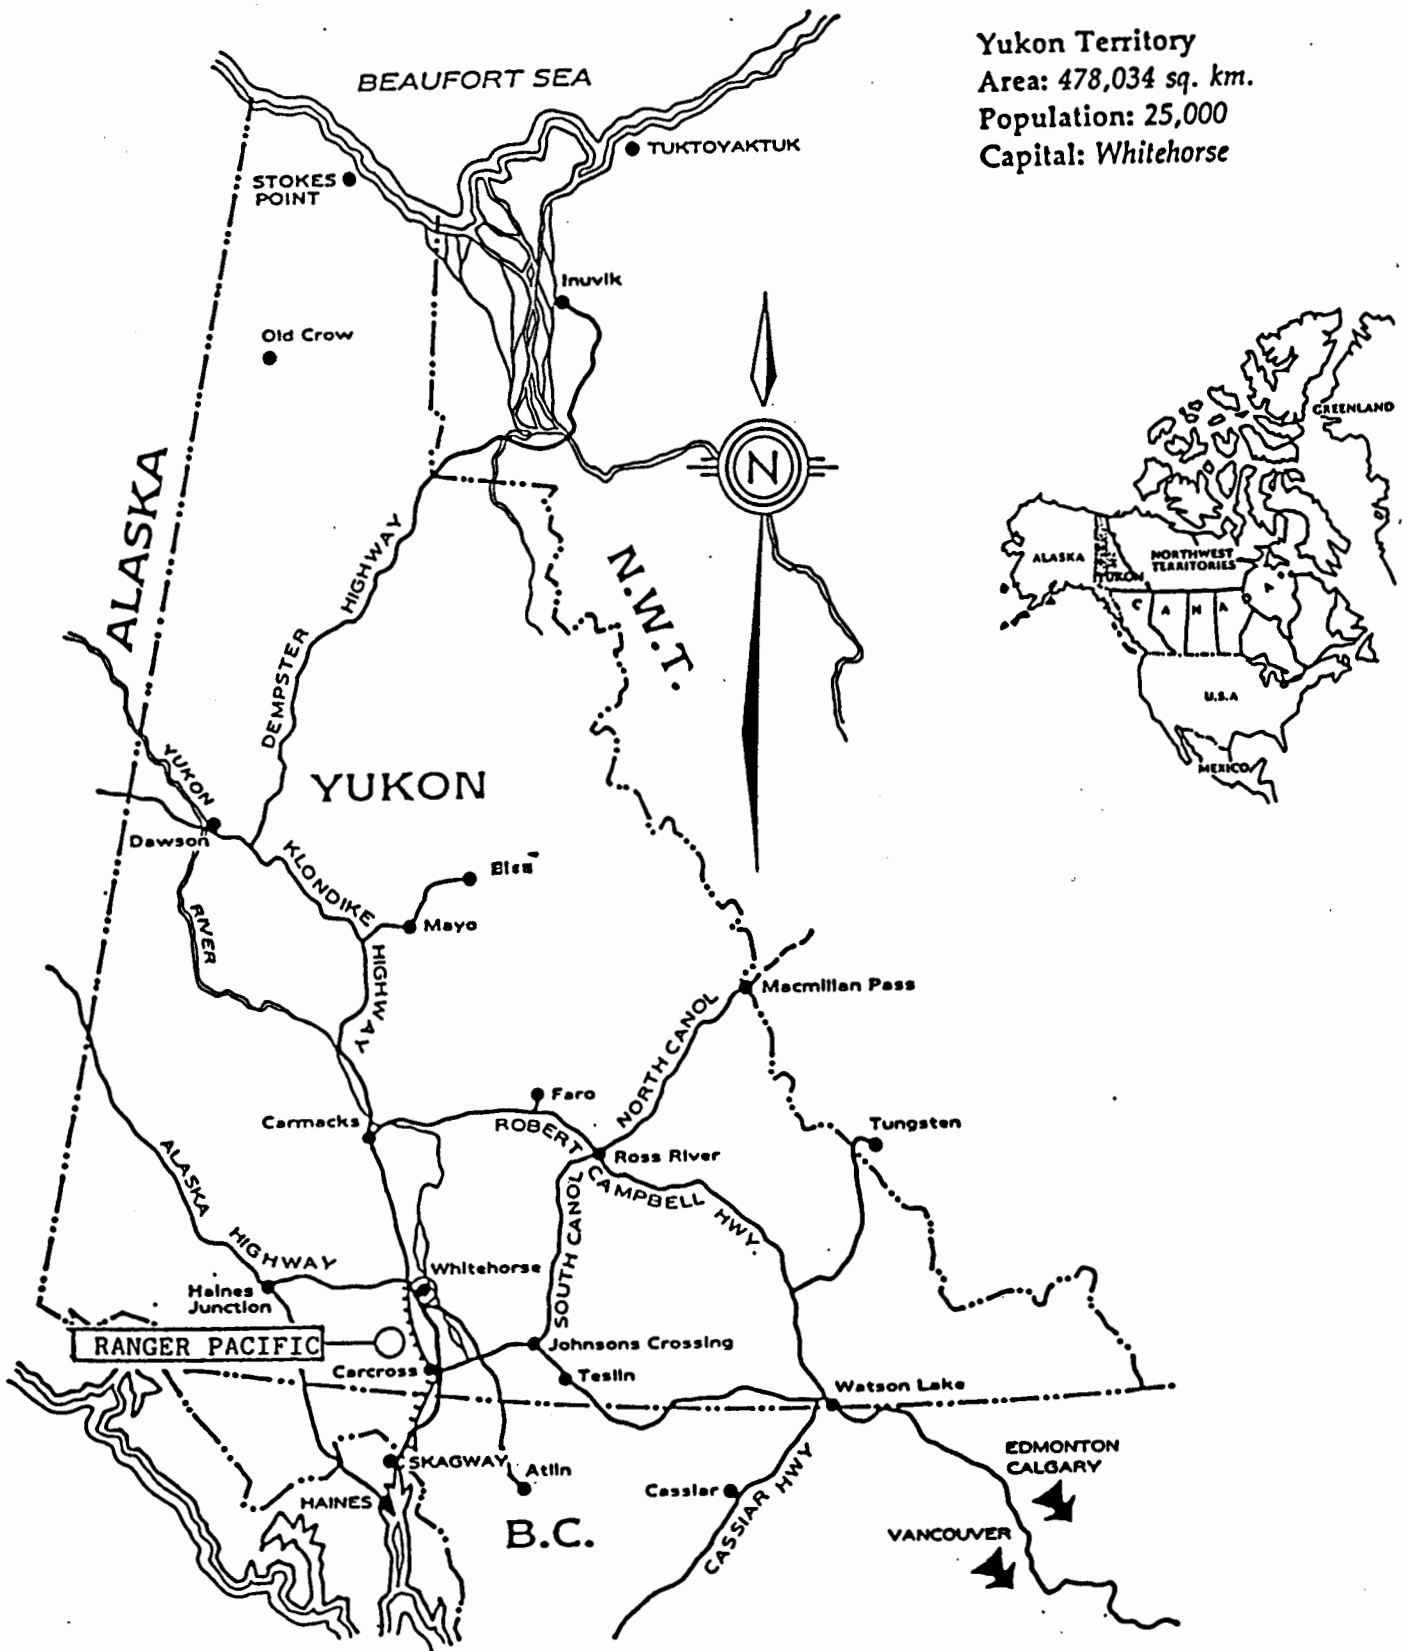 Yukon Territory
Area: 478,034 sq. km.
Population: 25,000
Capital: Whitehorse
BEAUFORT SEA
TUKTOYAKTUK
STOKES
POINT
Inuvik
Old Crow
GREENLAND
N
ALASKA
HIGHWAY
DEMPSTER
N.W.T.
ALASKA
YUKON
NORTHWEST
TERRITORIES
C A N A A
U.S.A
MEXICO
YUKON
YUKON
Dawson
KLONDIKE
Mayo
RIVER
HIGHWAY
Macmillan Pass
NORTH CANOL
Faro
Carmacks
ROBERT
Tungsten
Ross River
ALASKA
CAMPBELL
HWY.
SOUTH CANOL
HIGHWAY
Whitehorse
Haines
Junction
RANGER PACIFIC
Johnsons Crossing
Carcross
Teslin
Watson Lake
EDMONTON
CALGARY
SKAGWAY
Atlin
Cassiar
HAINES
CASSIAR HWY
B.C.
VANCOUVER